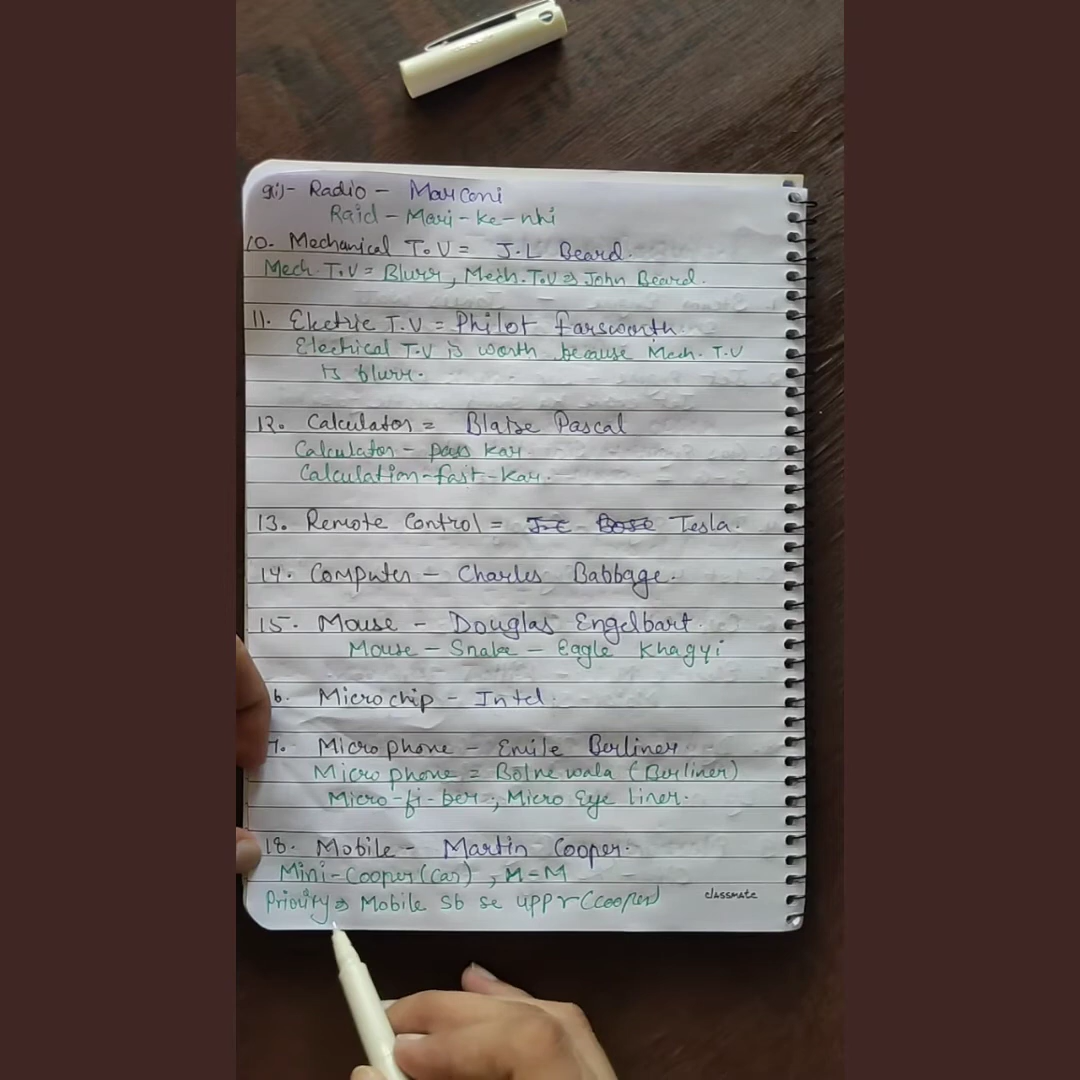 9(i)- Radio - Marconi
Raid - Mari - ke - nhi
10. Mechanical T.V = J.L Beard.
Mech. T.V = Blurr, Mech. T.V ⇒ John Beard.
11. Electric T.V = Philot farsworth.
Electrical T.V is worth because Mech. T.V
is blurr.
12. Calculator = Blaise Pascal
Calculator - pass kar.
Calculation - fast - kar.
13. Remote Control = Tesla.
14. Computer - Charles Babbage.
15. Mouse - Douglas Engelbart.
Mouse - Snake - Eagle Khagyi
6. Microchip - Intel.
7. Microphone - Emile Berliner.
Microphone = Bolne wala (Berliner)
Micro-fi-ber, Micro Eye liner.
18. Mobile - Martin Cooper.
Mini-Cooper (Car), M=M
Priority ⇒ Mobile sb se uppr (cooper)
classmate